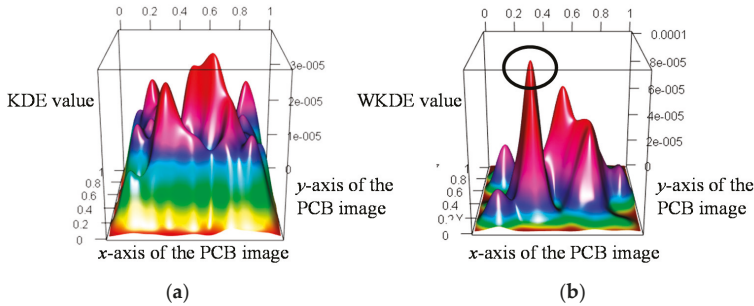 0 0.2 0.4 0.6 0.8 1
3e-005
KDE value
2e-005
1e-005
0
1
0.8
0.6
0.4
0.2
0
y-axis of the
PCB image
x-axis of the PCB image
(a)
0 0.2 0.4 0.6 0.8 1
0.0001
8e-005
WKDE value
6e-005
4e-005
2e-005
0
0.8
0.6
0.4
0
y-axis of the
PCB image
x-axis of the PCB image
(b)